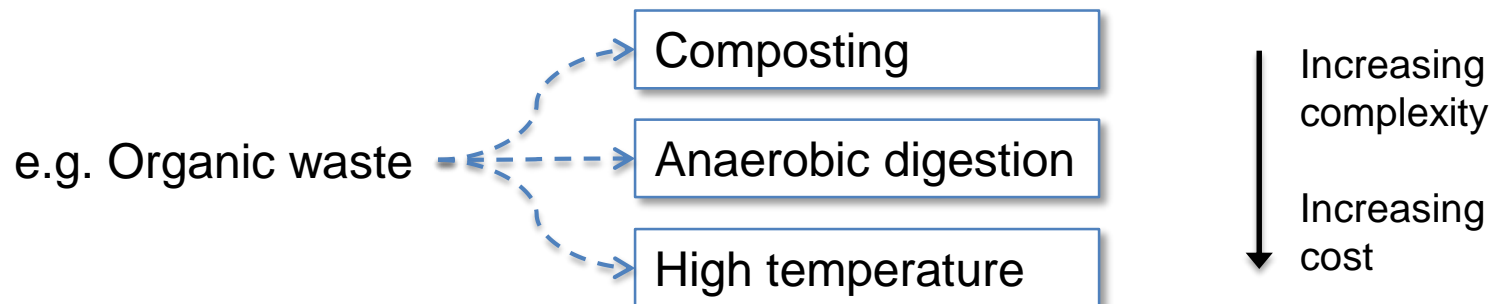 Composting
Increasing
complexity
e.g. Organic waste
Anaerobic digestion
Increasing
cost
High temperature